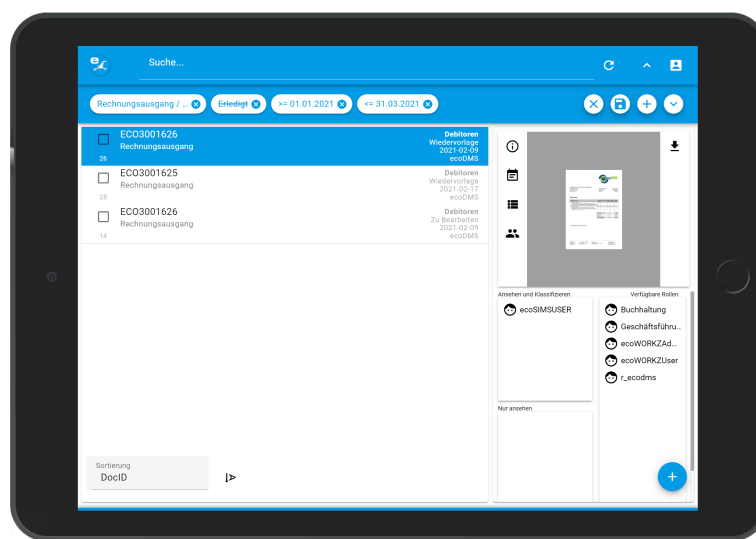 Suche...
Rechnungsausgang / ...
Erledigt
>= 01.01.2021
<= 31.03.2021
ECO3001626
Rechnungsausgang
26
Debitoren
Wiedervorlage
2021-02-09
ecoDMS
ECO3001625
Rechnungsausgang
25
Debitoren
Wiedervorlage
2021-02-17
ecoDMS
ECO3001626
Rechnungsausgang
14
Debitoren
Zu Bearbeiten
2021-02-09
ecoDMS
Sortierung
DocID
Ansehen und Klassifizieren
ecoSIMSUSER
Nur ansehen
Verfügbare Rollen
Buchhaltung
Geschäftsführu...
ecoWORKZAd...
ecoWORKZUser
r_ecodms